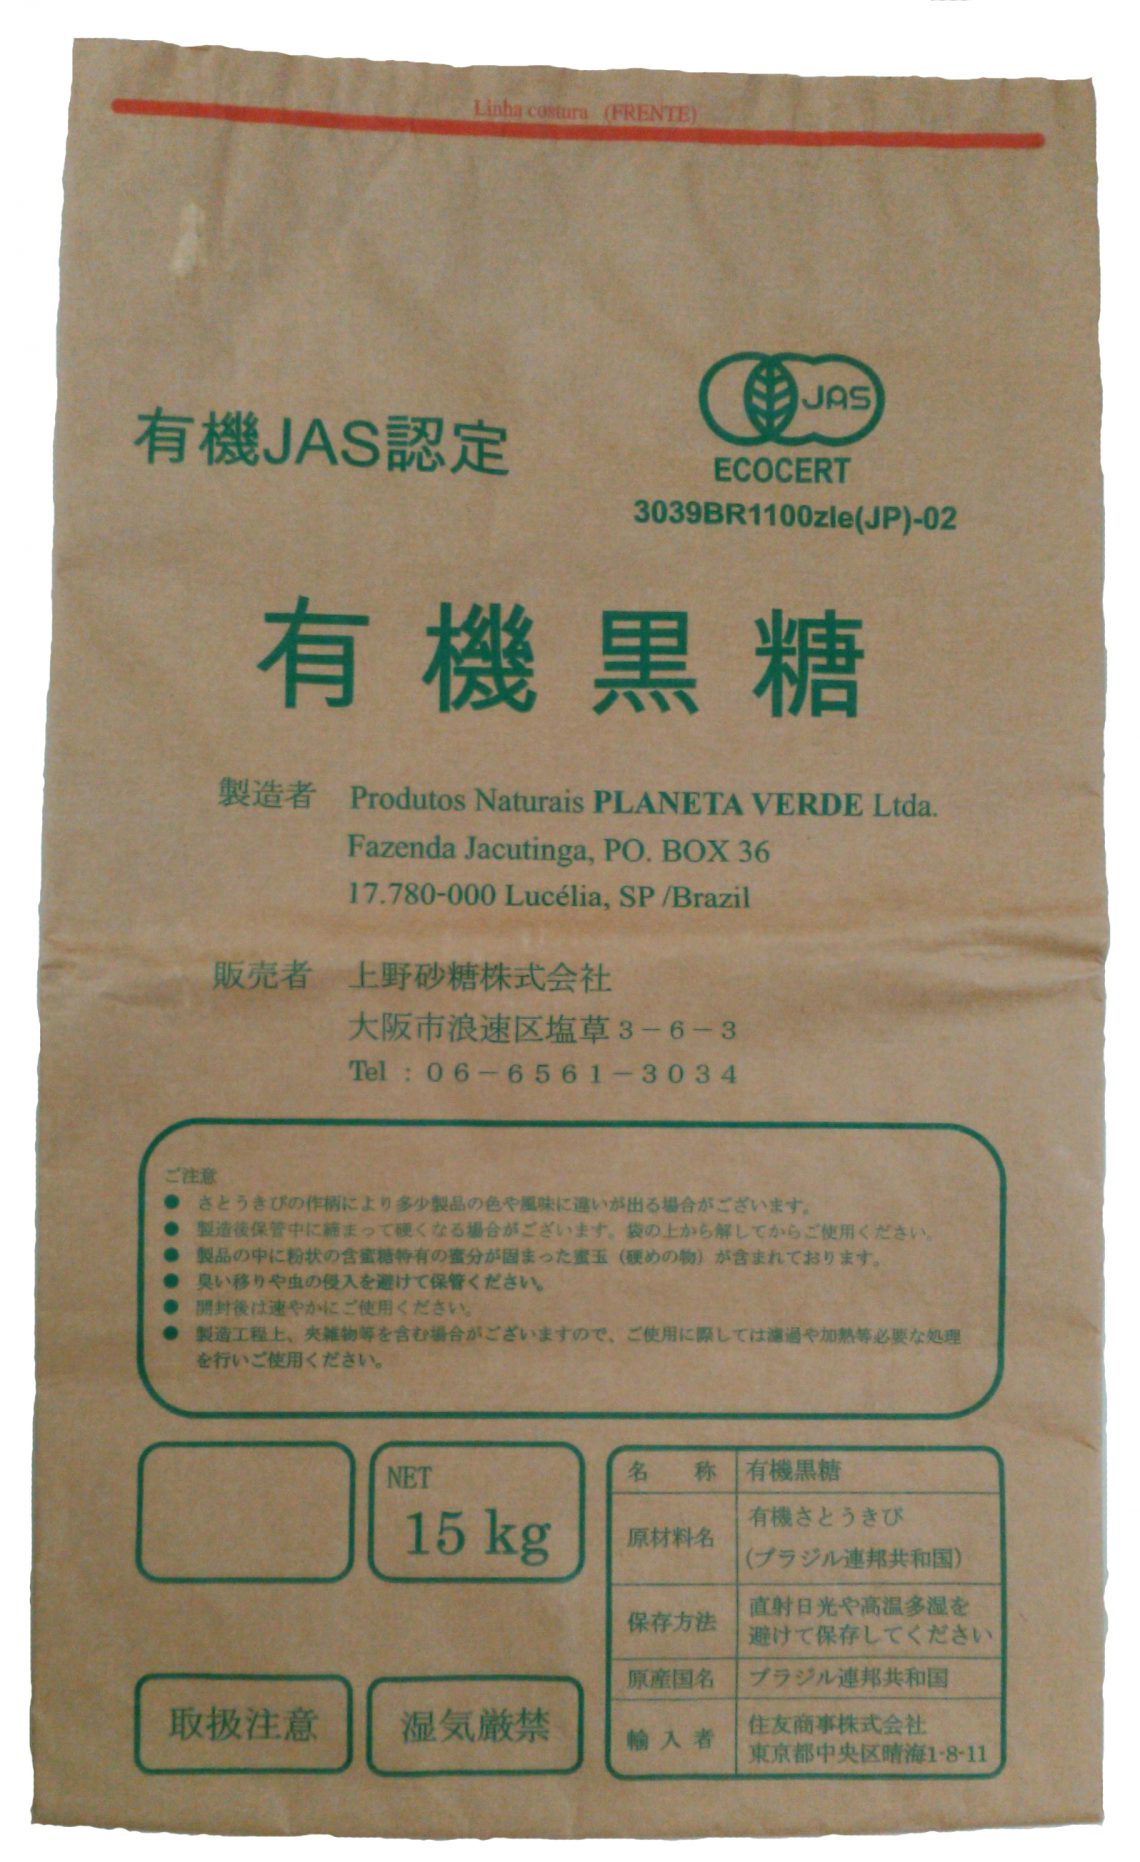 Linha costura (FRENTE)
有機JAS認定
JAS
ECOCERT
3039BR1100zle(JP)-02
有機黒糖
製造者 Produtos Naturais PLANETA VERDE Ltda.
Fazenda Jacutinga, PO. BOX 36
17.780-000 Lucélia, SP /Brazil
販売者 上野砂糖株式会社
大阪市浪速区塩草3-6-3
Tel : 06-6561-3034
ご注意
● さとうきびの作柄により多少製品の色や風味に違いが出る場合がございます。
● 製造後保管中に締まって硬くなる場合がございます。袋の上から解してからご使用ください。
● 製品の中に粉状の含蜜糖特有の蜜分が固まった蜜玉（硬めの物）が含まれております。
● 臭い移りや虫の侵入を避けて保管ください。
● 開封後は速やかにご使用ください。
● 製造工程上、夾雑物等を含む場合がございますので、ご使用に際しては濾過や加熱等必要な処理
を行いご使用ください。
NET
15 kg
取扱注意
湿気厳禁
名称 有機黒糖
原材料名 有機さとうきび
(ブラジル連邦共和国)
保存方法 直射日光や高温多湿を
避けて保存してください
原産国名 ブラジル連邦共和国
輸入者 住友商事株式会社
東京都中央区晴海1-8-11